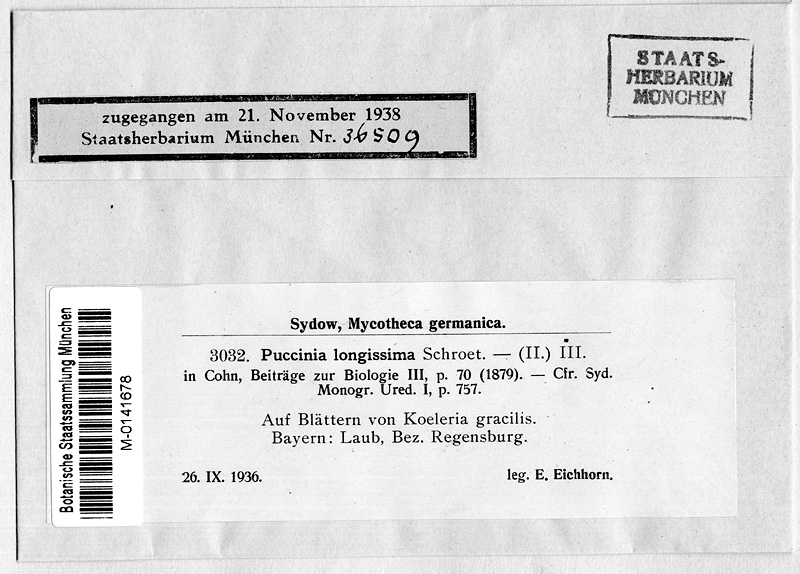 STAATS-
HERBARIUM
MÜNCHEN
zugegangen am 21. November 1938
Staatsherbarium München Nr. 36509
Botanische Staatssammlung München
M-0141678
Sydow, Mycotheca germanica.
3032. Puccinia longissima Schroet. — (II.) III.
in Cohn, Beiträge zur Biologie III, p. 70 (1879). — Cfr. Syd.
Monogr. Ured. I, p. 757.
Auf Blättern von Koeleria gracilis.
Bayern: Laub, Bez. Regensburg.
26. IX. 1936. leg. E. Eichhorn.